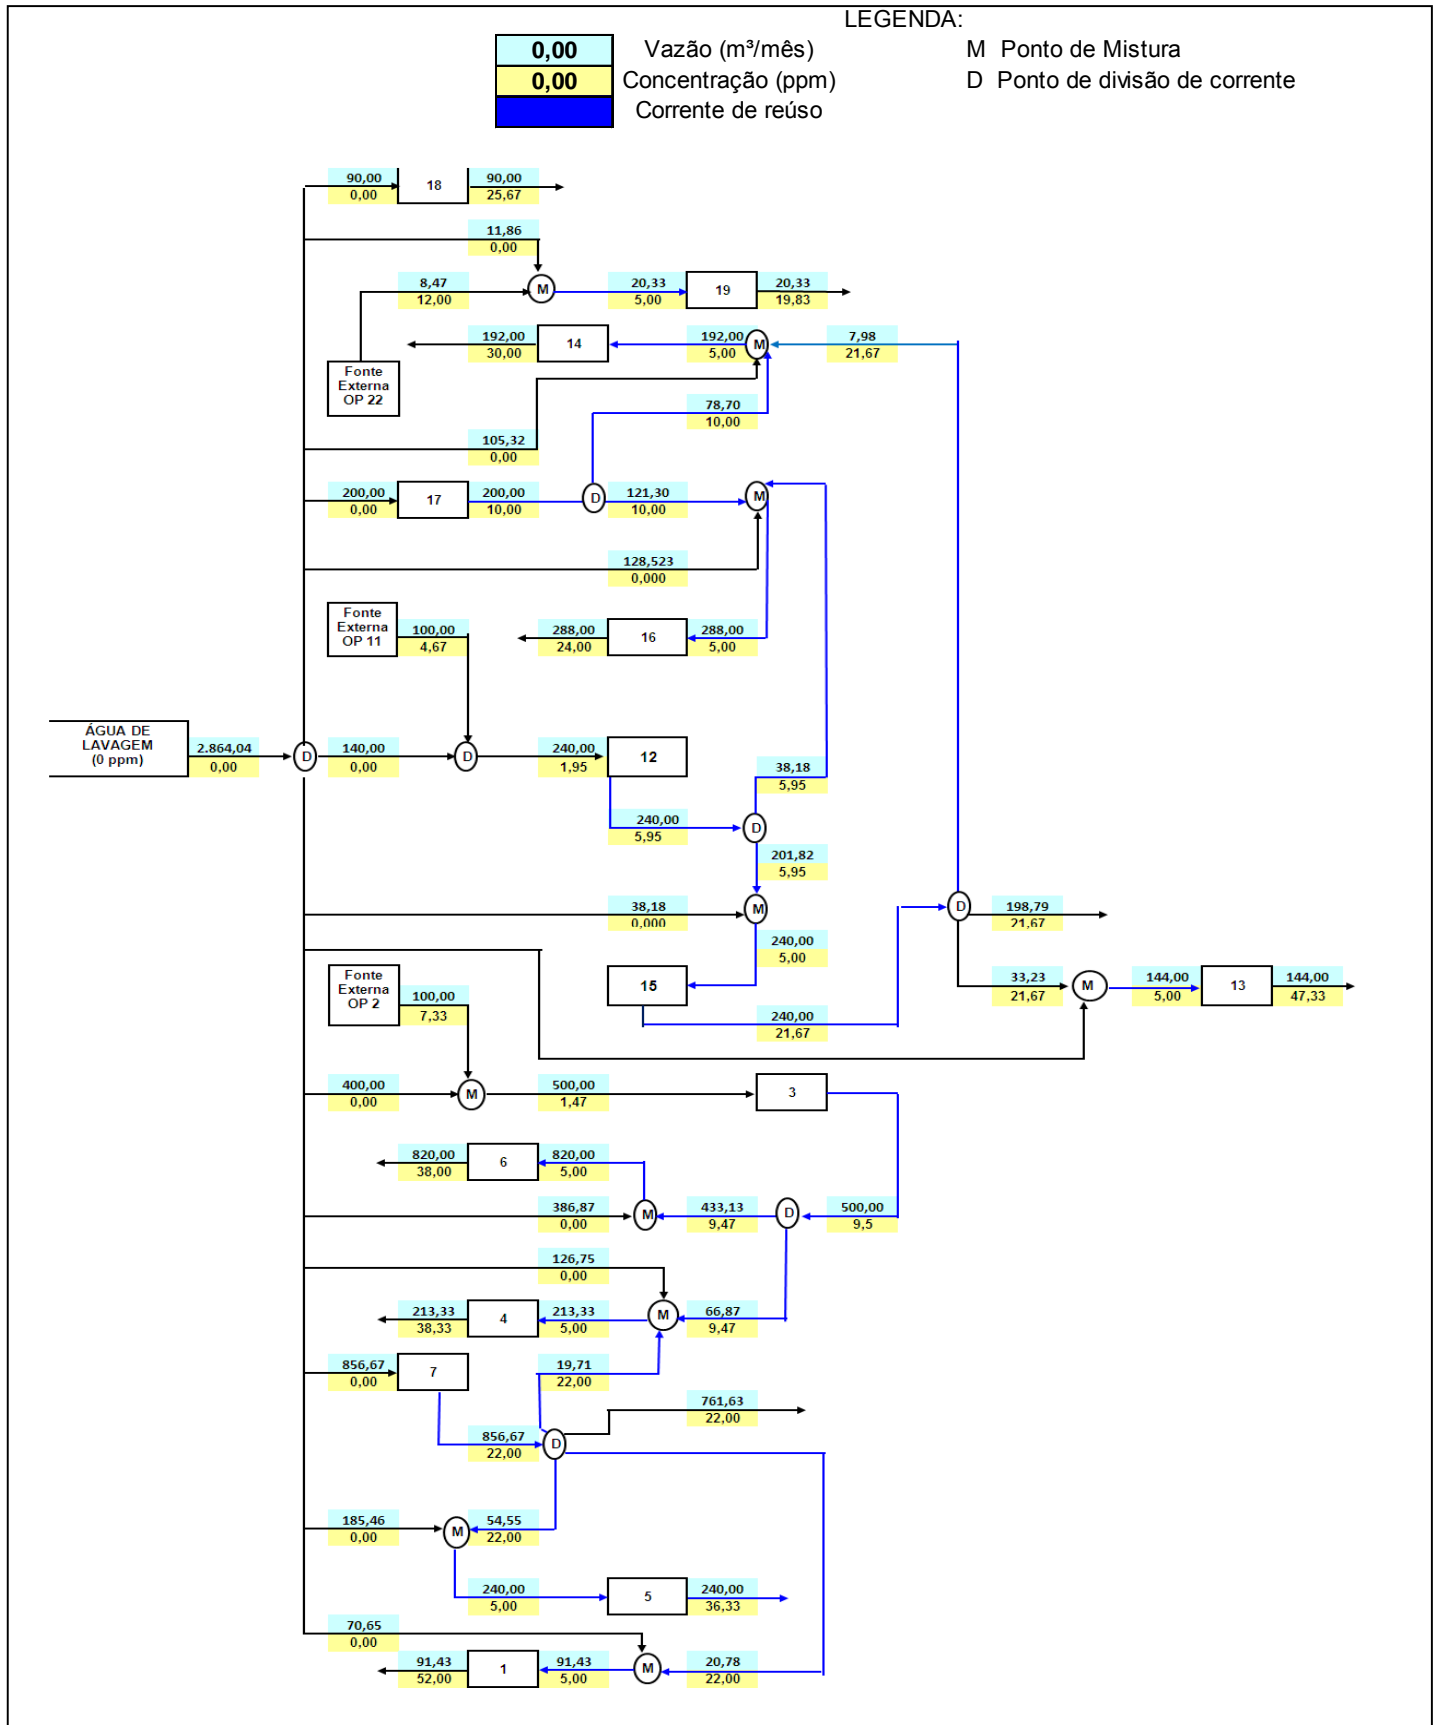 LEGENDA:
0,00 Vazão (m³/mês) M Ponto de Mistura
0,00 Concentração (ppm) D Ponto de divisão de corrente
Corrente de reúso
90,00 18 90,00
0,00 25,67
11,86
0,00
8,47 M 20,33 19 20,33
12,00 5,00 19,83
192,00 14 192,00 M 7,98
30,00 5,00 21,67
Fonte
Externa
OP 22
78,70
10,00
105,32
0,00
200,00 17 200,00 D 121,30 M
0,00 10,00 10,00
128,523
0,000
Fonte
Externa
OP 11
100,00
4,67
288,00 16 288,00
24,00 5,00
ÁGUA DE
LAVAGEM
(0 ppm)
2.864,04 D 140,00 D 240,00 12
0,00 0,00 1,95
38,18
5,95
240,00 D
5,95
201,82
5,95
38,18 M
0,000
D 198,79
21,67
240,00
5,00
Fonte
Externa
OP 2
100,00
7,33
15
33,23 M 144,00 13 144,00
21,67 5,00 47,33
240,00
21,67
400,00 M 500,00 3
0,00 1,47
820,00 6 820,00
38,00 5,00
386,87 M 433,13 D 500,00
0,00 9,47 9,5
126,75
0,00
213,33 4 213,33 M 66,87
38,33 5,00 9,47
856,67 7 19,71
0,00 22,00
761,63
22,00
856,67 D
22,00
185,46 M 54,55
0,00 22,00
240,00 5 240,00
5,00 36,33
70,65
0,00
91,43 1 91,43 M 20,78
52,00 5,00 22,00